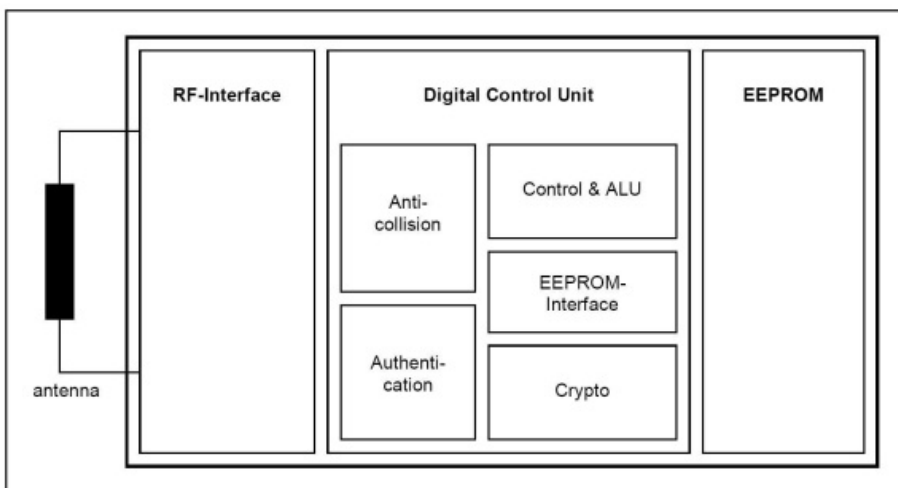 RF-Interface
Digital Control Unit
EEPROM
Anti-
collision
Control & ALU
EEPROM-
Interface
Authenti-
cation
Crypto
antenna